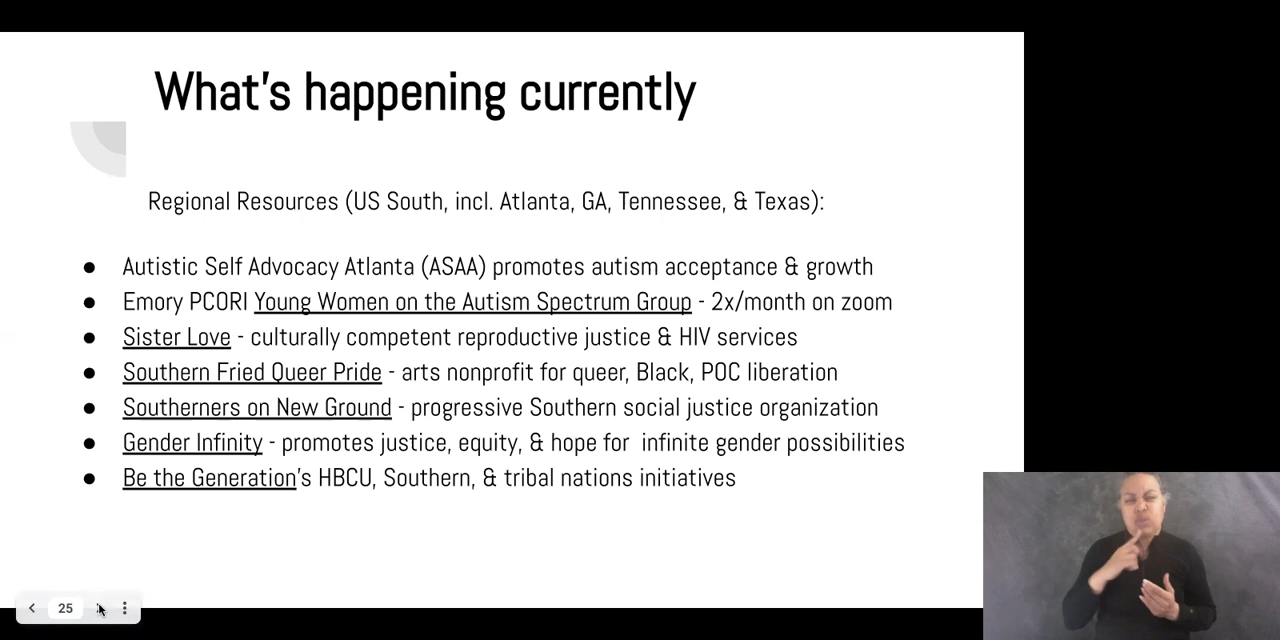 What's happening currently
Regional Resources (US South, incl. Atlanta, GA, Tennessee, & Texas):
● Autistic Self Advocacy Atlanta (ASAA) promotes autism acceptance & growth
● Emory PCORI Young Women on the Autism Spectrum Group - 2x/month on zoom
● Sister Love - culturally competent reproductive justice & HIV services
● Southern Fried Queer Pride - arts nonprofit for queer, Black, POC liberation
● Southerners on New Ground - progressive Southern social justice organization
● Gender Infinity - promotes justice, equity, & hope for  infinite gender possibilities
● Be the Generation's HBCU, Southern, & tribal nations initiatives
25